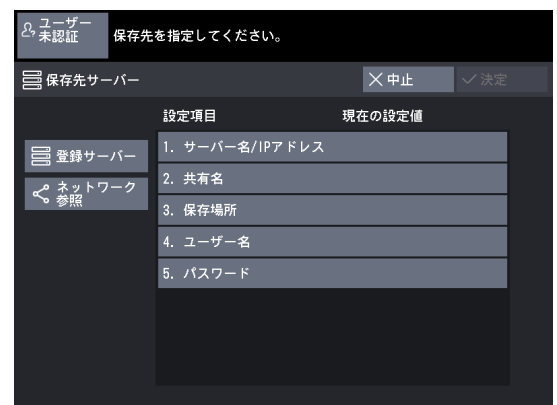 ユーザー
未認証
保存先を指定してください。
保存先サーバー
中止
決定
設定項目 現在の設定値
登録サーバー
ネットワーク
参照
1. サーバー名/IPアドレス
2. 共有名
3. 保存場所
4. ユーザー名
5. パスワード